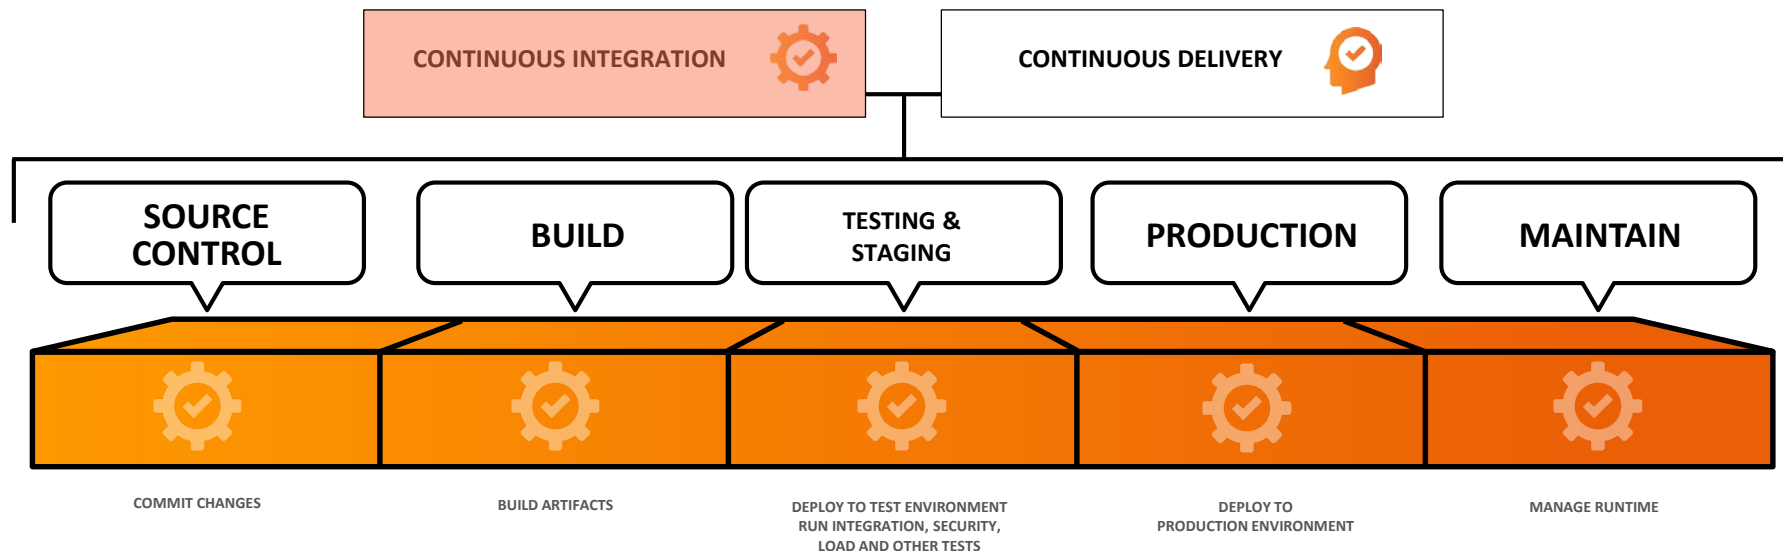 CONTINUOUS INTEGRATION
CONTINUOUS DELIVERY
SOURCE
CONTROL
BUILD
TESTING &
STAGING
PRODUCTION
MAINTAIN
COMMIT CHANGES
BUILD ARTIFACTS
DEPLOY TO TEST ENVIRONMENT
RUN INTEGRATION, SECURITY,
LOAD AND OTHER TESTS
DEPLOY TO
PRODUCTION ENVIRONMENT
MANAGE RUNTIME